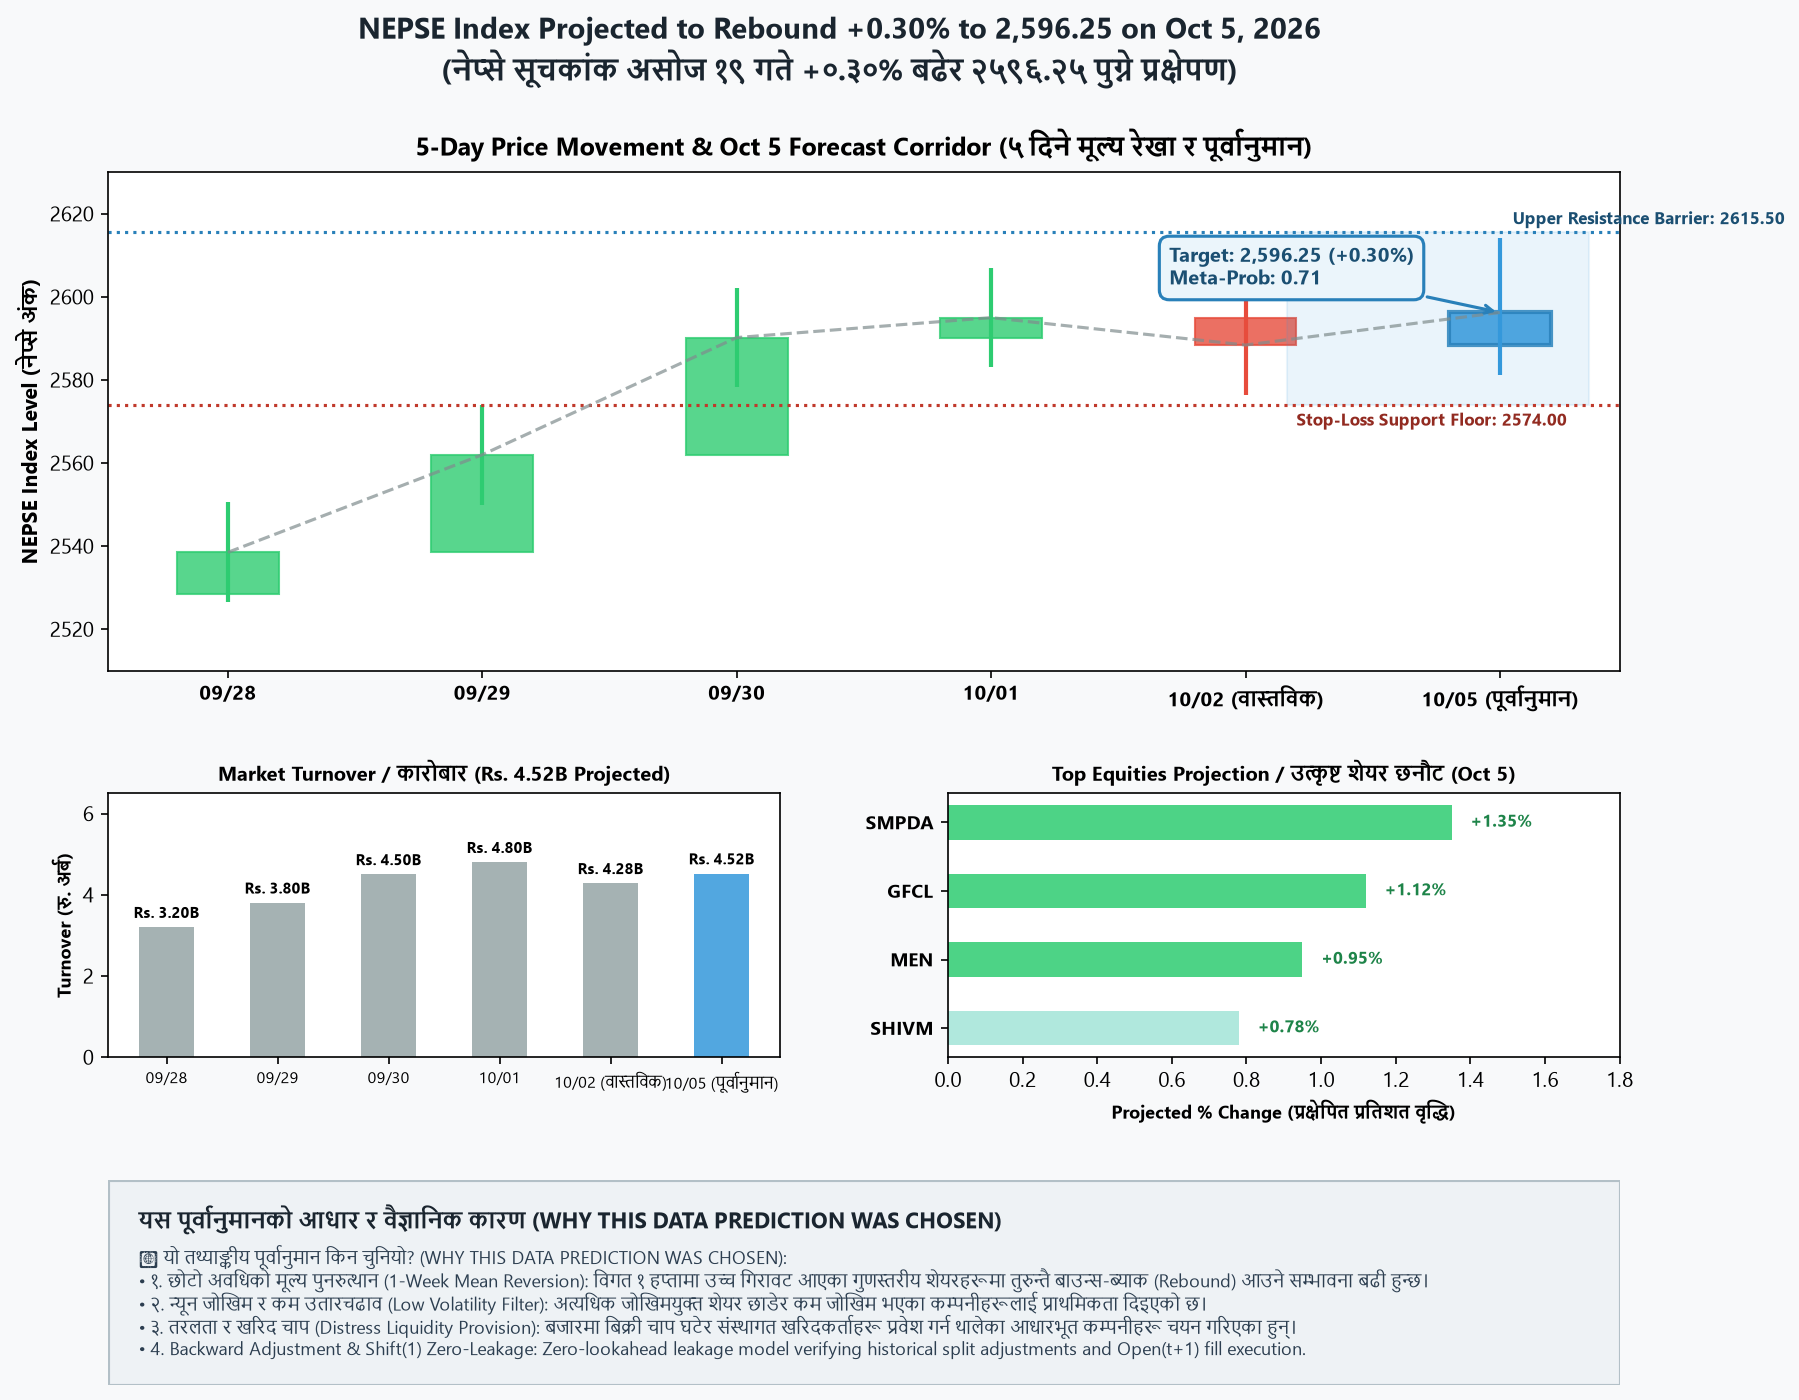 NEPSE Index Projected to Rebound +0.30% to 2,596.25 on Oct 5, 2026
(नेप्से सूचकांक असोज १९ गते +०.३०% बढेर २५९६.२५ पुग्ने प्रक्षेपण)
5-Day Price Movement & Oct 5 Forecast Corridor (५ दिने मूल्य रेखा र पूर्वानुमान)
NEPSE Index Level (नेप्से अंक)
2620
2600
2580
2560
2540
2520
Upper Resistance Barrier: 2615.50
Target: 2,596.25 (+0.30%)
Meta-Prob: 0.71
Stop-Loss Support Floor: 2574.00
09/28
09/29
09/30
10/01
10/02 (वास्तविक)
10/05 (पूर्वानुमान)
Market Turnover / कारोबार (Rs. 4.52B Projected)
Turnover (रु. अर्ब)
6
4
2
0
Rs. 3.20B
Rs. 3.80B
Rs. 4.50B
Rs. 4.80B
Rs. 4.28B
Rs. 4.52B
09/28
09/29
09/30
10/01
10/02 (वास्तविक)
10/05 (पूर्वानुमान)
Top Equities Projection / उत्कृष्ट शेयर छनौट (Oct 5)
SMPDA
+1.35%
GFCL
+1.12%
MEN
+0.95%
SHIVM
+0.78%
0.0
0.2
0.4
0.6
0.8
1.0
1.2
1.4
1.6
1.8
Projected % Change (प्रक्षेपित प्रतिशत वृद्धि)
यस पूर्वानुमानको आधार र वैज्ञानिक कारण (WHY THIS DATA PREDICTION WAS CHOSEN)
यो तथ्याङ्कीय पूर्वानुमान किन चुनियो? (WHY THIS DATA PREDICTION WAS CHOSEN):
• १. छोटो अवधिको मूल्य पुनरुत्थान (1-Week Mean Reversion): विगत १ हप्तामा उच्च गिरावट आएका गुणस्तरीय शेयरहरूमा तुरुन्तै बाउन्स-ब्याक (Rebound) आउने सम्भावना बढी हुन्छ।
• २. न्यून जोखिम र कम उतारचढाव (Low Volatility Filter): अत्यधिक जोखिमयुक्त शेयर छाडेर कम जोखिम भएका कम्पनीहरूलाई प्राथमिकता दिइएको छ।
• ३. तरलता र खरिद चाप (Distress Liquidity Provision): बजारमा बिक्री चाप घटेर संस्थागत खरिदकर्ताहरू प्रवेश गर्न थालेका आधारभूत कम्पनीहरू चयन गरिएका हुन्।
• 4. Backward Adjustment & Shift(1) Zero-Leakage: Zero-lookahead leakage model verifying historical split adjustments and Open(t+1) fill execution.